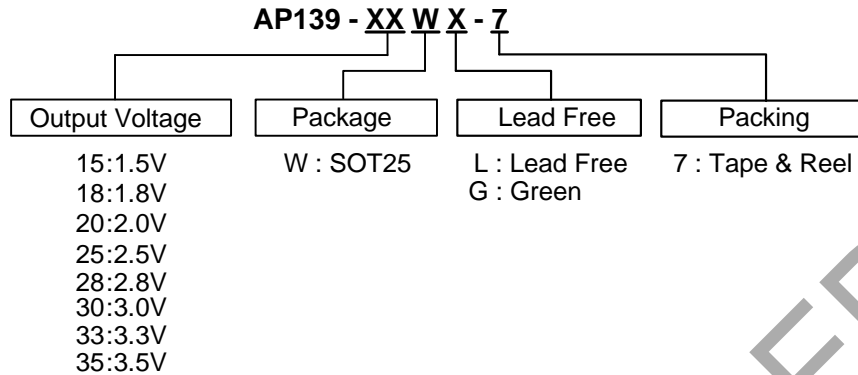 AP139 - XX W X - 7
Output Voltage Package Lead Free Packing
15:1.5V W : SOT25 L : Lead Free 7 : Tape & Reel
18:1.8V G : Green
20:2.0V
25:2.5V
28:2.8V
30:3.0V
33:3.3V
35:3.5V